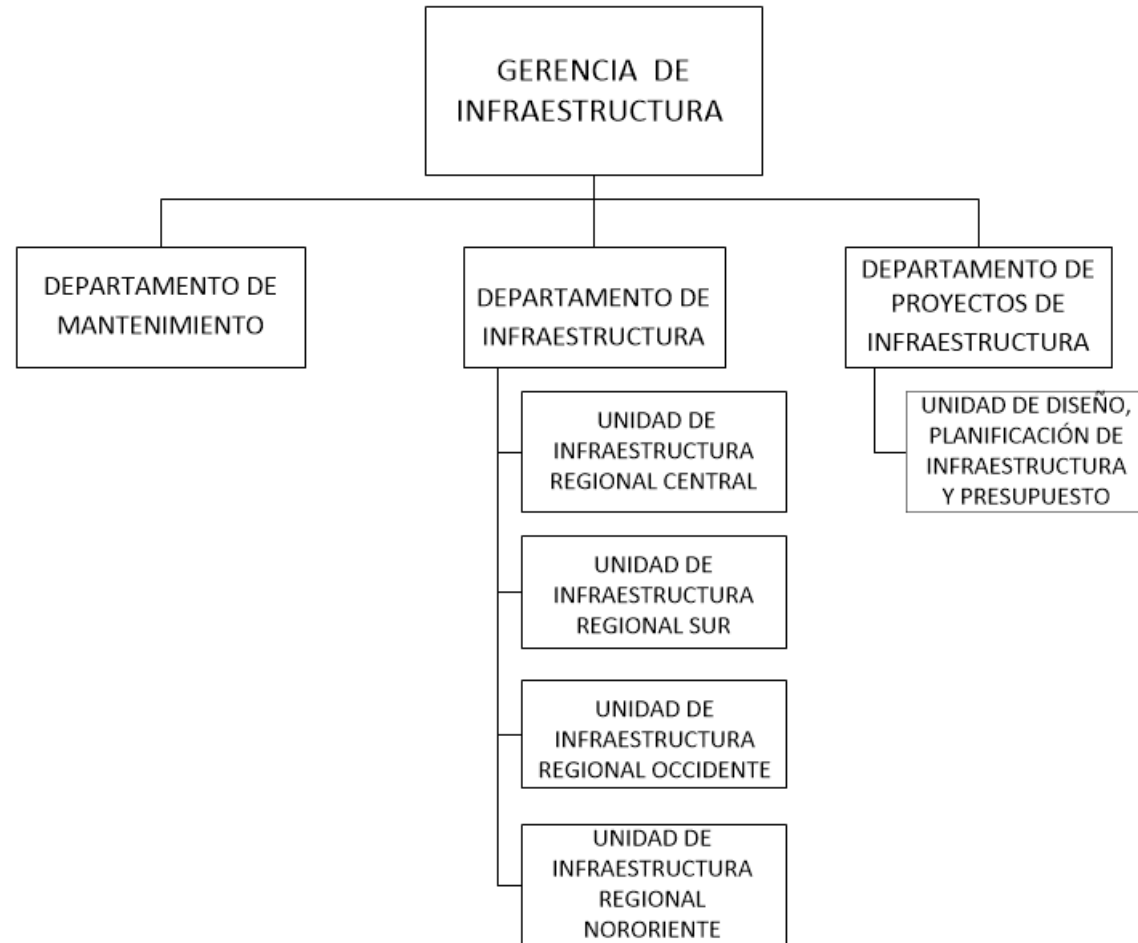 GERENCIA DE
INFRAESTRUCTURA
DEPARTAMENTO DE
MANTENIMIENTO
DEPARTAMENTO DE
INFRAESTRUCTURA
DEPARTAMENTO DE
PROYECTOS DE
INFRAESTRUCTURA
UNIDAD DE
INFRAESTRUCTURA
REGIONAL CENTRAL
UNIDAD DE
INFRAESTRUCTURA
REGIONAL SUR
UNIDAD DE
INFRAESTRUCTURA
REGIONAL OCCIDENTE
UNIDAD DE
INFRAESTRUCTURA
REGIONAL
NORORIENTE
UNIDAD DE DISEÑO,
PLANIFICACIÓN DE
INFRAESTRUCTURA
Y PRESUPUESTO